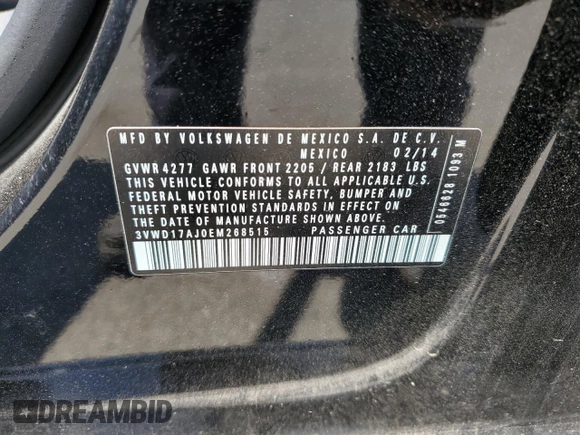 MFD BY VOLKSWAGEN DE MEXICO S.A. DE C.V.
MEXICO 02/14
GVWR 4277 GAWR FRONT 2205 / REAR 2183 LBS
THIS VEHICLE CONFORMS TO ALL APPLICABLE U.S.
FEDERAL MOTOR VEHICLE SAFETY, BUMPER AND
THEFT PREVENTION STANDARDS IN EFFECT ON
THE DATE OF MANUFACTURE SHOWN ABOVE.
3VWD17AJ0EM268515 PASSENGER CAR
0546628 1093 M
DREAMBID